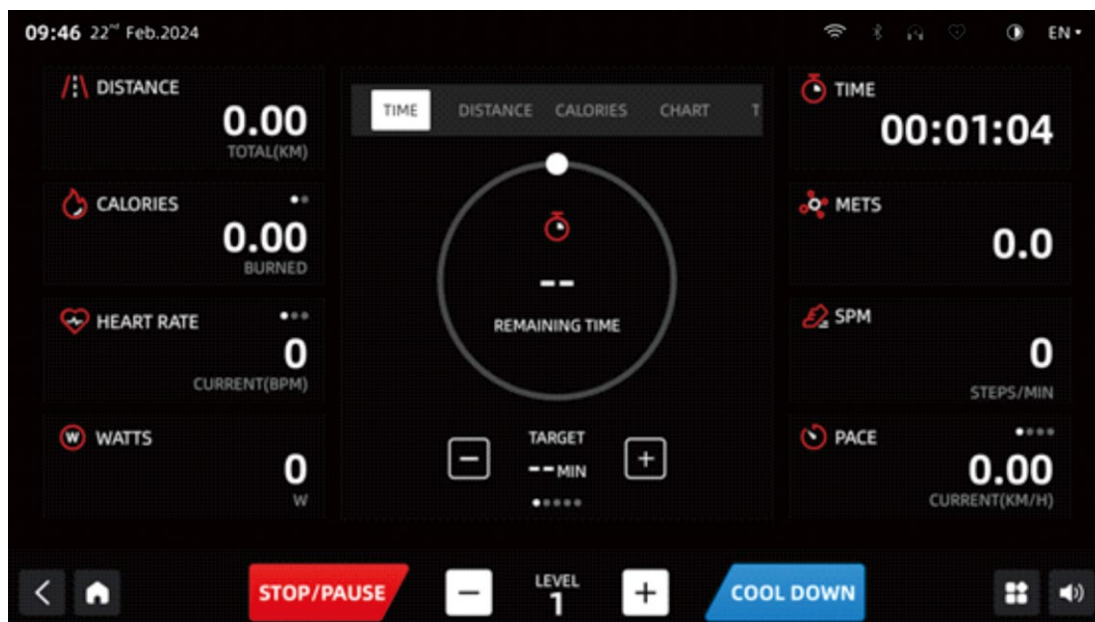 09:46 22nd Feb.2024
EN
DISTANCE
0.00
TOTAL(KM)
CALORIES
0.00
BURNED
HEART RATE
0
CURRENT(BPM)
W WATTS
0
W
TIME DISTANCE CALORIES CHART T
--
REMAINING TIME
TARGET
--MIN
TIME
00:01:04
METS
0.0
SPM
0
STEPS/MIN
PACE
0.00
CURRENT(KM/H)
STOP/PAUSE
LEVEL
1
COOL DOWN